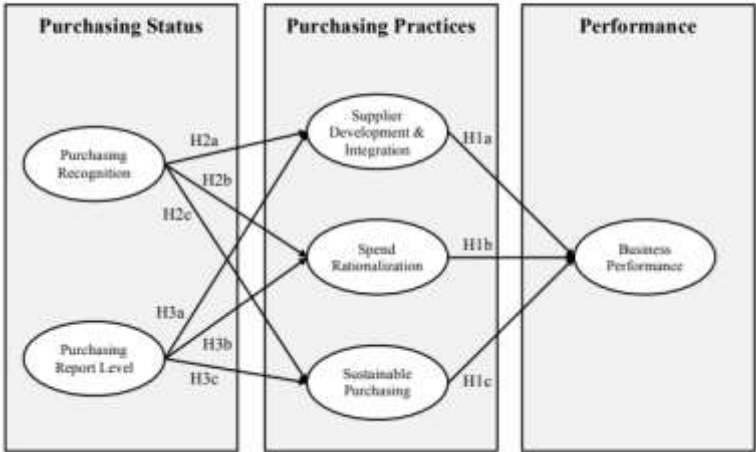 Purchasing Status
Purchasing Practices
Performance
Purchasing
Recognition
H2a
H2b
H2c
Purchasing
Report Level
H3a
H3b
H3c
Supplier
Development &
Integration
H1a
Spend
Rationalization
H1b
Sustainable
Purchasing
H1c
Business
Performance